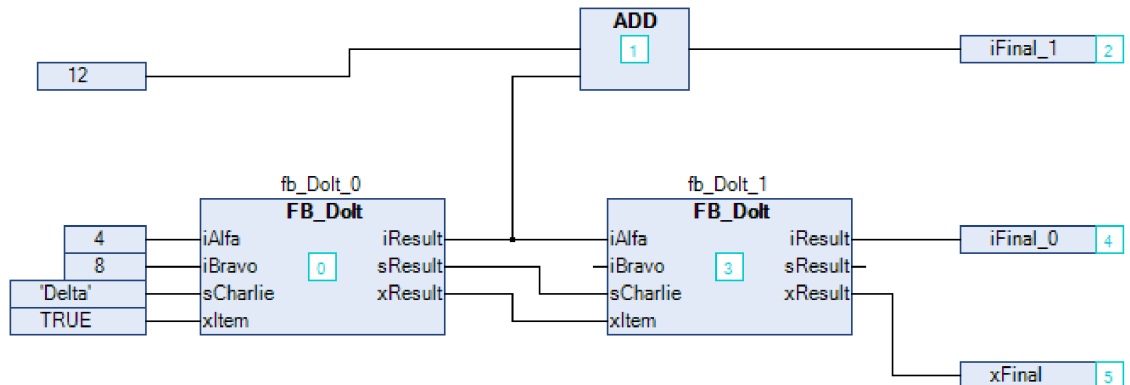 ADD
1
iFinal_1 2
12
fb_DoIt_0 fb_DoIt_1
FB_DoIt FB_DoIt
4 iAlfa iResult iAlfa iResult iFinal_0 4
8 iBravo 0 sResult iBravo 3 sResult
'Delta' sCharlie xResult sCharlie xResult
TRUE xItem xItem
xFinal 5